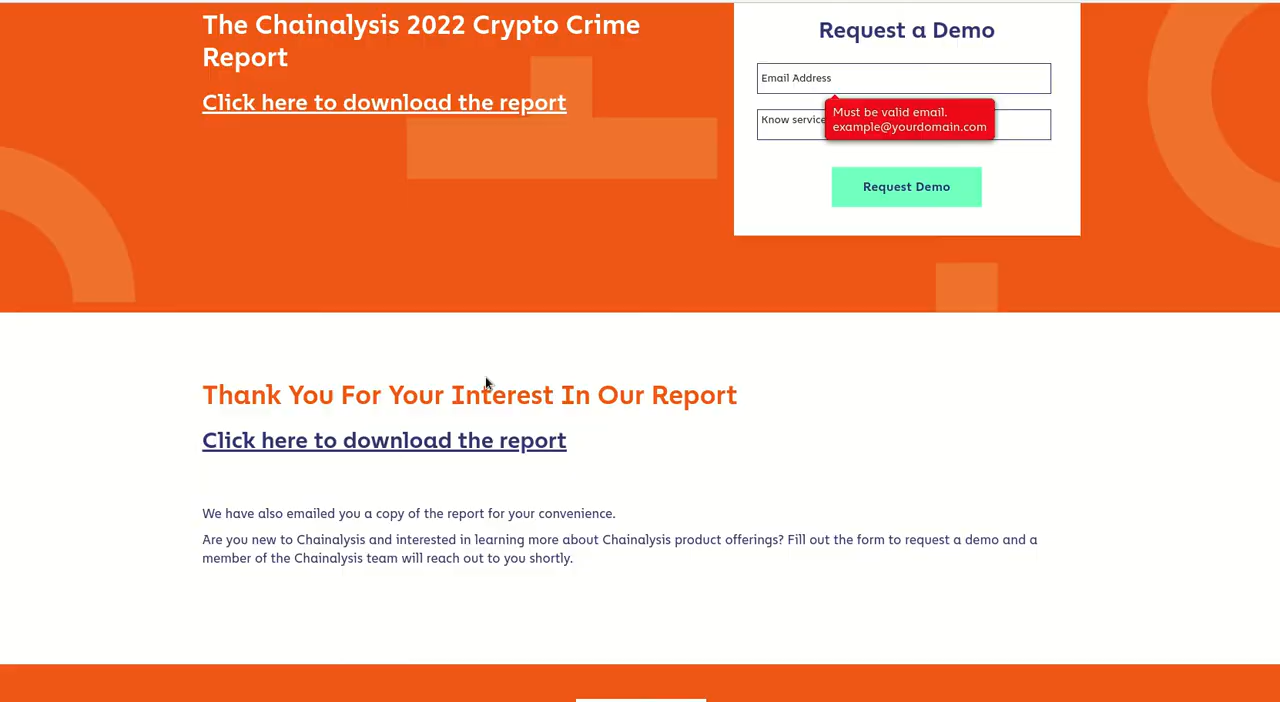 The Chainalysis 2022 Crypto Crime
Report
Click here to download the report
Request a Demo
Email Address
Must be valid email.
example@yourdomain.com
Know service
Request Demo
Thank You For Your Interest In Our Report
Click here to download the report
We have also emailed you a copy of the report for your convenience.
Are you new to Chainalysis and interested in learning more about Chainalysis product offerings? Fill out the form to request a demo and a
member of the Chainalysis team will reach out to you shortly.